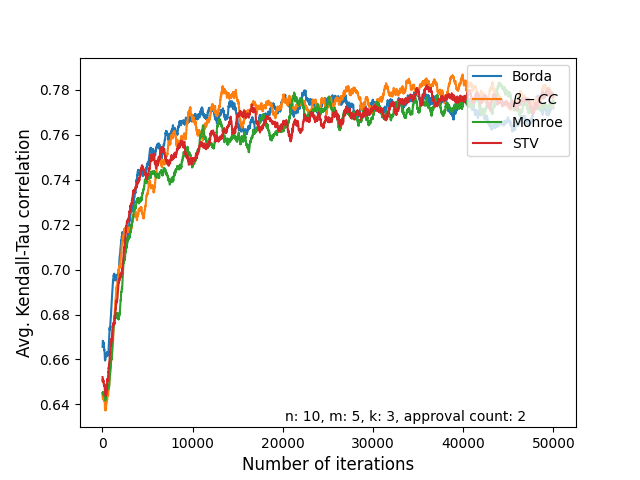 Avg. Kendall-Tau correlation
0.78
0.76
0.74
0.72
0.70
0.68
0.66
0.64
Borda
β − CC
Monroe
STV
n: 10, m: 5, k: 3, approval count: 2
0 10000 20000 30000 40000 50000
Number of iterations